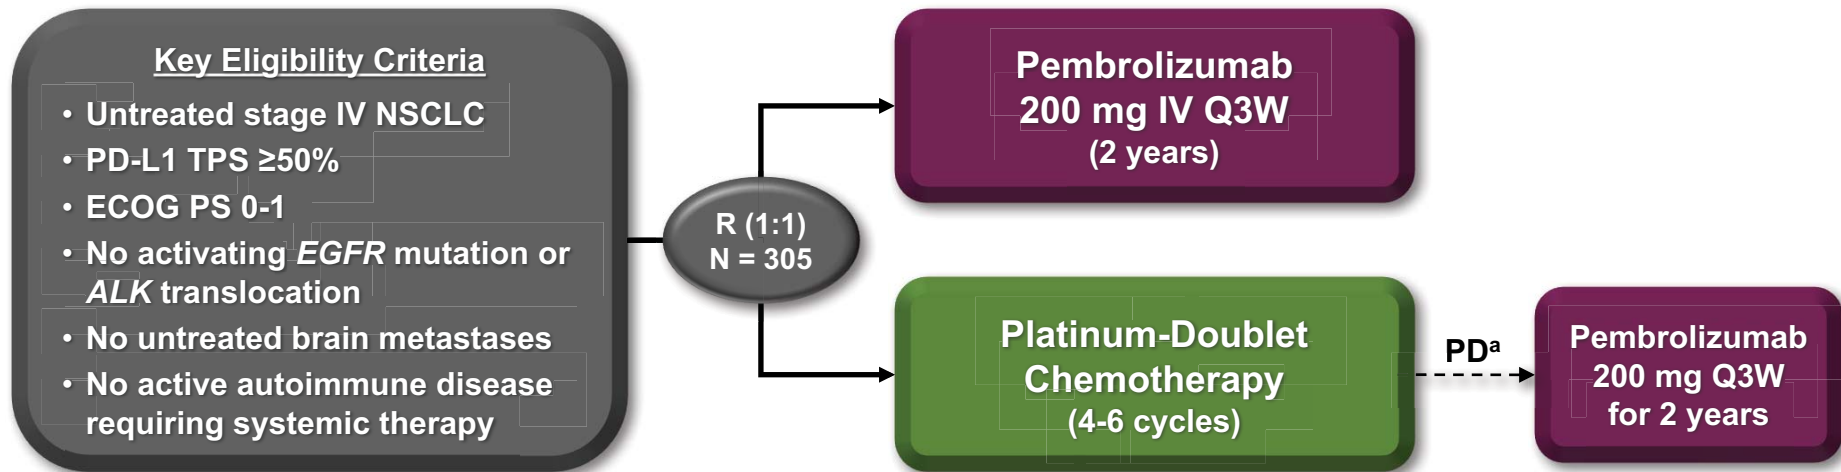 Key Eligibility Criteria
• Untreated stage IV NSCLC
• PD-L1 TPS ≥50%
• ECOG PS 0-1
• No activating EGFR mutation or
ALK translocation
• No untreated brain metastases
• No active autoimmune disease
requiring systemic therapy
R (1:1)
N = 305
Pembrolizumab
200 mg IV Q3W
(2 years)
Platinum-Doublet
Chemotherapy
(4-6 cycles)
PDᵃ
Pembrolizumab
200 mg Q3W
for 2 years